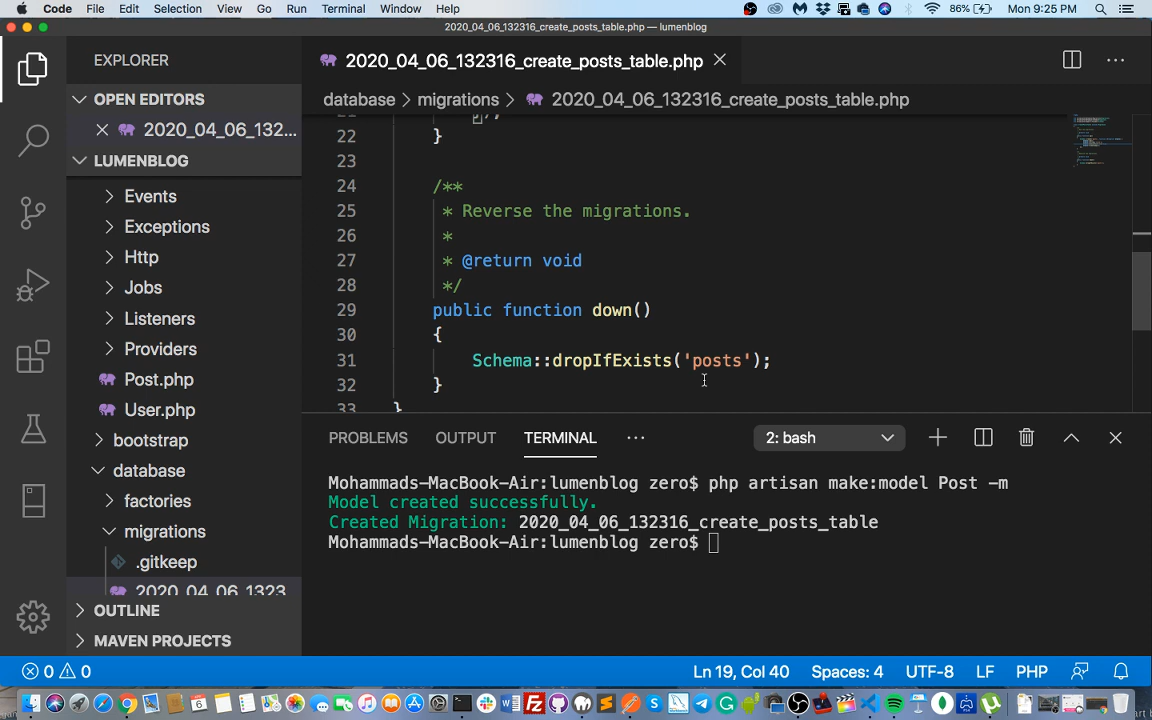 Code File Edit Selection View Go Run Terminal Window Help 86% Mon 9:25 PM
2020_04_06_132316_create_posts_table.php — lumenblog
EXPLORER
OPEN EDITORS
2020_04_06_132...
LUMENBLOG
Events
Exceptions
Http
Jobs
Listeners
Providers
Post.php
User.php
bootstrap
database
factories
migrations
.gitkeep
2020_04_06_1323
OUTLINE
MAVEN PROJECTS
2020_04_06_132316_create_posts_table.php
database > migrations > 2020_04_06_132316_create_posts_table.php
21 });
22 }
23
24 /**
25 * Reverse the migrations.
26 *
27 * @return void
28 */
29 public function down()
30 {
31 Schema::dropIfExists('posts');
32 }
33 }
PROBLEMS OUTPUT TERMINAL ... 2: bash
Mohammads-MacBook-Air:lumenblog zero$ php artisan make:model Post -m
Model created successfully.
Created Migration: 2020_04_06_132316_create_posts_table
Mohammads-MacBook-Air:lumenblog zero$
0 0 Ln 19, Col 40 Spaces: 4 UTF-8 LF PHP